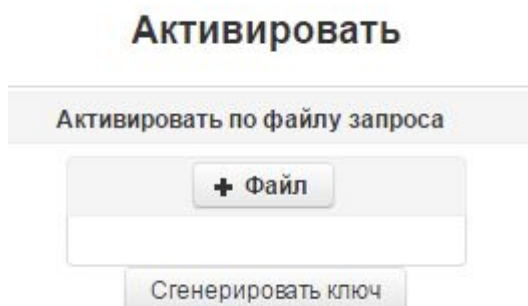 Активировать
Активировать по файлу запроса
+ Файл
Сгенерировать ключ